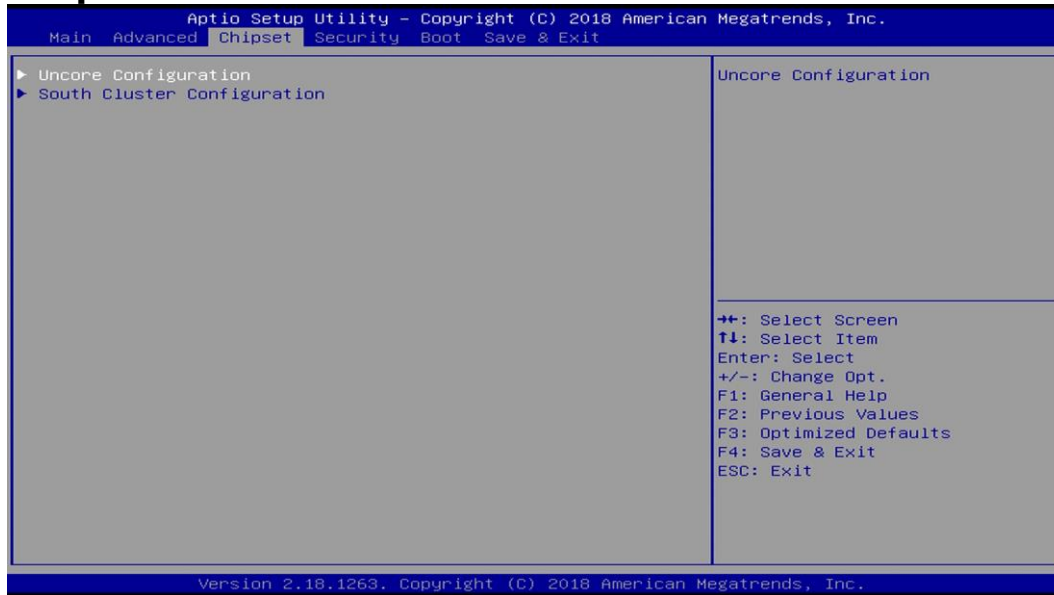 Aptio Setup Utility – Copyright (C) 2018 American Megatrends, Inc.
Main Advanced Chipset Security Boot Save & Exit
► Uncore Configuration
► South Cluster Configuration
Uncore Configuration
→←: Select Screen
↑↓: Select Item
Enter: Select
+/-: Change Opt.
F1: General Help
F2: Previous Values
F3: Optimized Defaults
F4: Save & Exit
ESC: Exit
Version 2.18.1263. Copyright (C) 2018 American Megatrends, Inc.